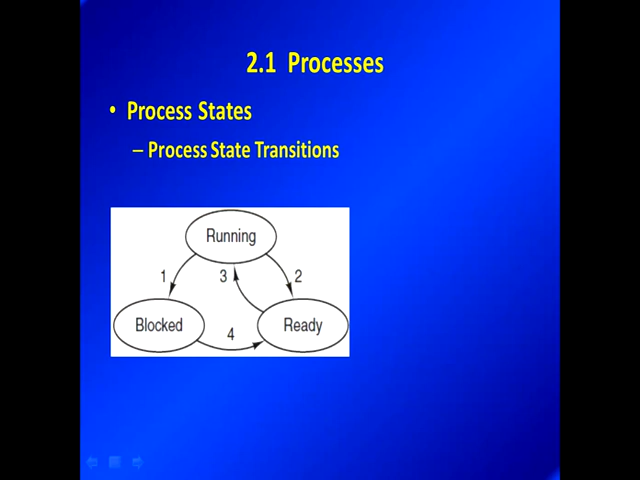 2.1 Processes
• Process States
– Process State Transitions
Running
1 3 2
Blocked 4 Ready